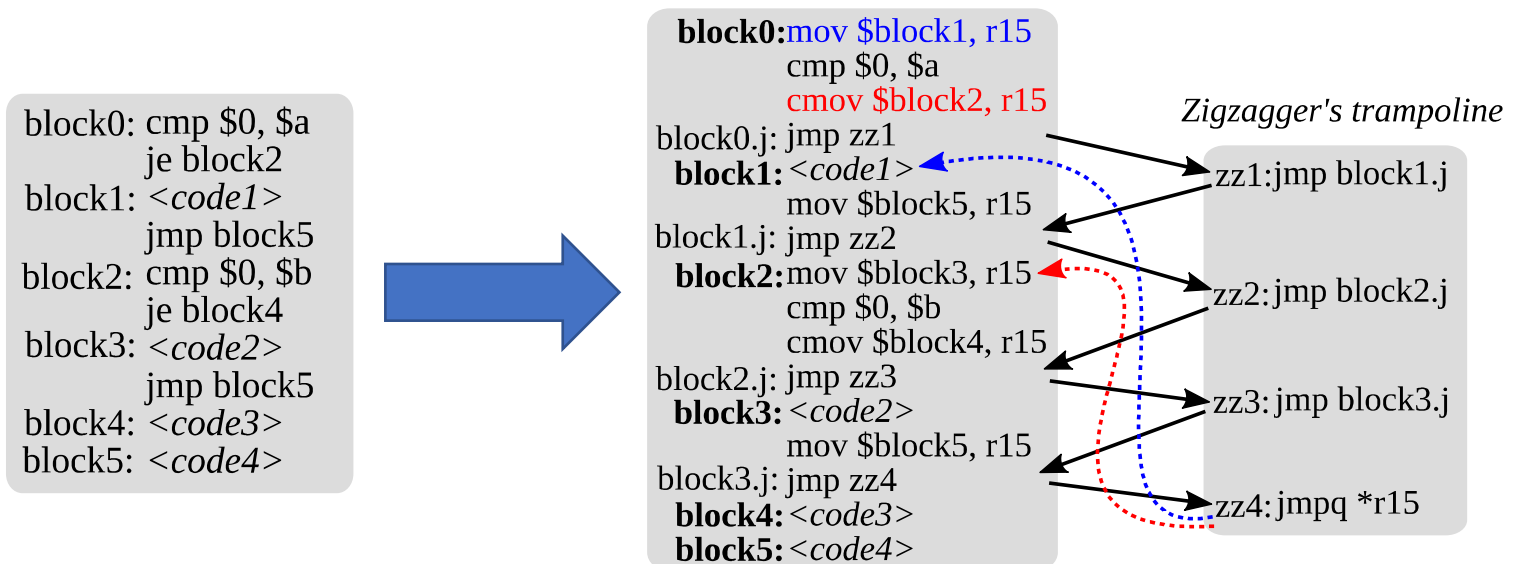 block0: cmp $0, $a
je block2
block1: <code1>
jmp block5
block2: cmp $0, $b
je block4
block3: <code2>
jmp block5
block4: <code3>
block5: <code4>
block0: mov $block1, r15
cmp $0, $a
cmov $block2, r15
block0.j: jmp zz1
block1: <code1>
mov $block5, r15
block1.j: jmp zz2
block2: mov $block3, r15
cmp $0, $b
cmov $block4, r15
block2.j: jmp zz3
block3: <code2>
mov $block5, r15
block3.j: jmp zz4
block4: <code3>
block5: <code4>
Zigzagger's trampoline
zz1: jmp block1.j
zz2: jmp block2.j
zz3: jmp block3.j
zz4: jmpq *r15